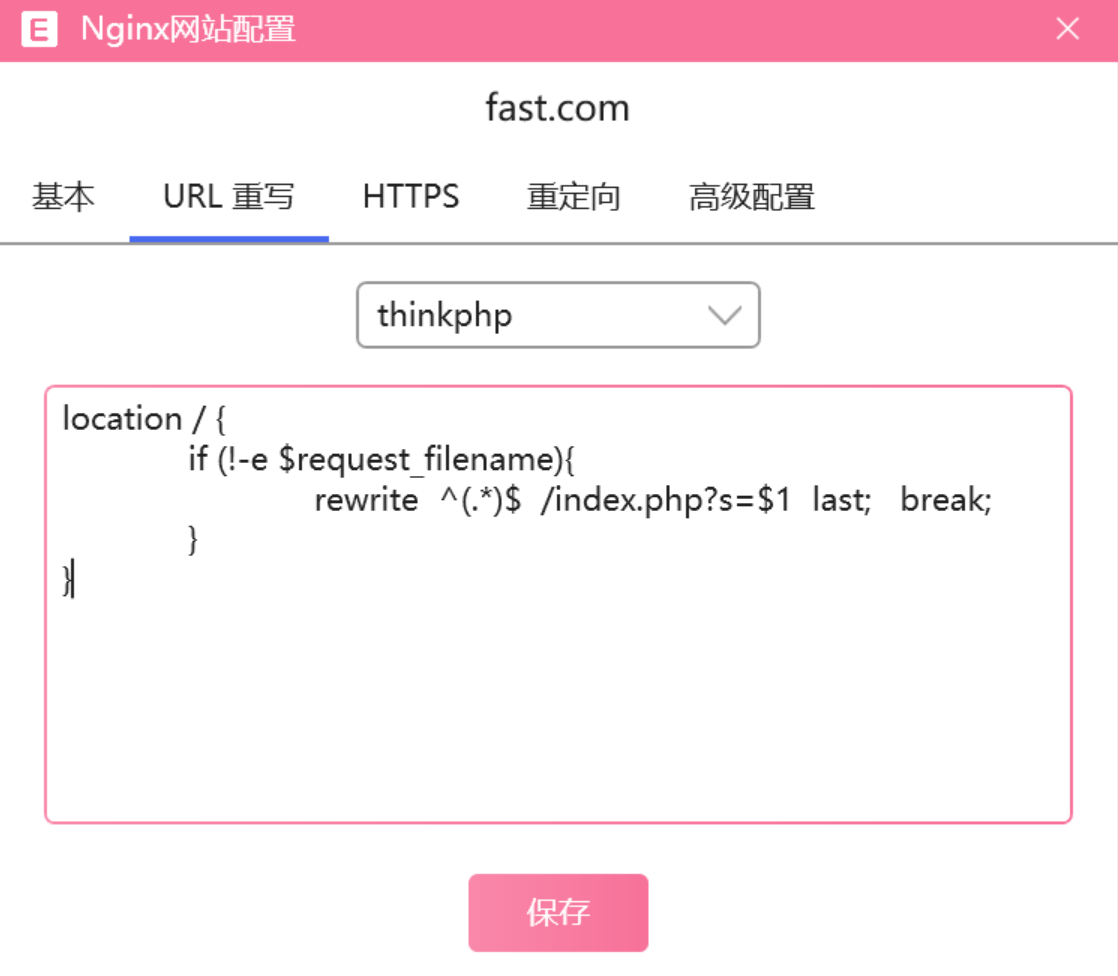 E Nginx网站配置
fast.com
基本 URL 重写 HTTPS 重定向 高级配置
thinkphp
location / {
if (!-e $request_filename){
rewrite ^(.*)$ /index.php?s=$1 last; break;
}
}
保存